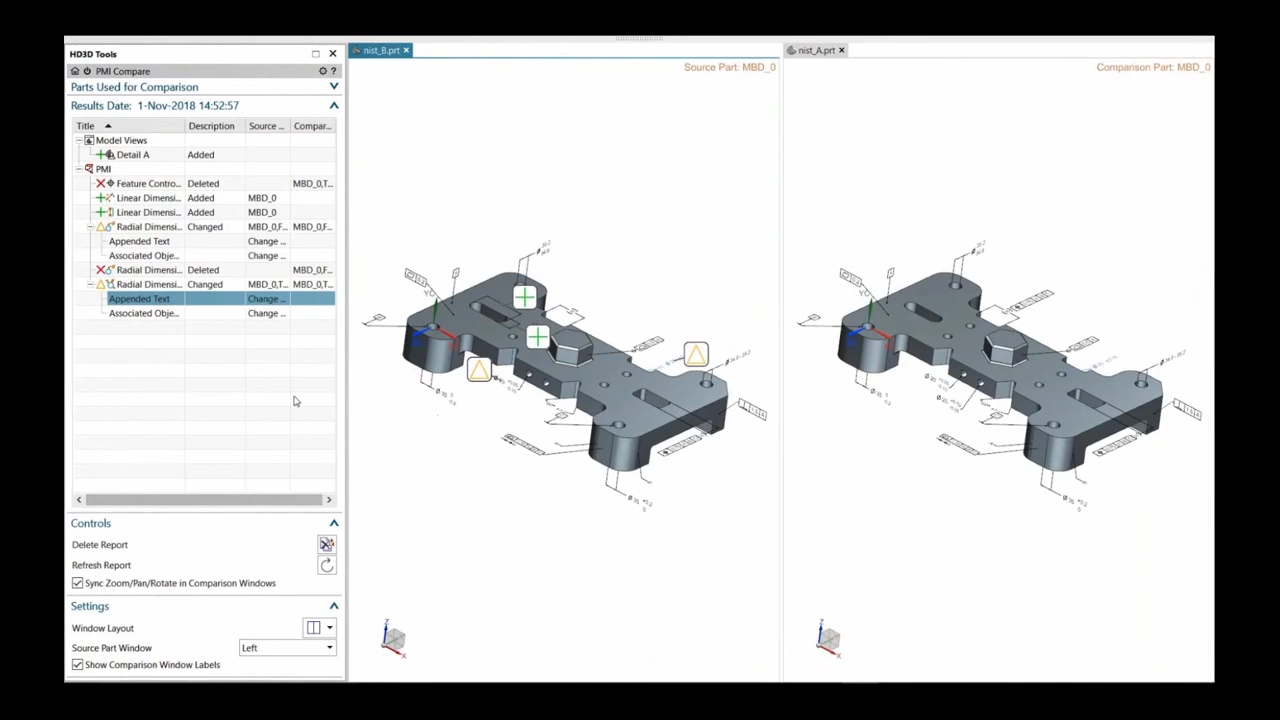 HD3D Tools
PMI Compare
Parts Used for Comparison
Results Date: 1-Nov-2018 14:52:57
Title Description Source ... Compar...
Model Views
Detail A Added
PMI
Feature Contro... Deleted MBD_0,T...
Linear Dimensi... Added MBD_0
Linear Dimensi... Added MBD_0
Radial Dimensi... Changed MBD_0,F... MBD_0,F...
Appended Text Change ...
Associated Obje... Change ...
Radial Dimensi... Deleted MBD_0,F...
Radial Dimensi... Changed MBD_0,T... MBD_0,T...
Appended Text Change ...
Associated Obje... Change ...
Controls
Delete Report
Refresh Report
Sync Zoom/Pan/Rotate in Comparison Windows
Settings
Window Layout
Source Part Window Left
Show Comparison Window Labels
nist_B.prt
Source Part: MBD_0
YC
Z
X
nist_A.prt
Comparison Part: MBD_0
YC
Z
X